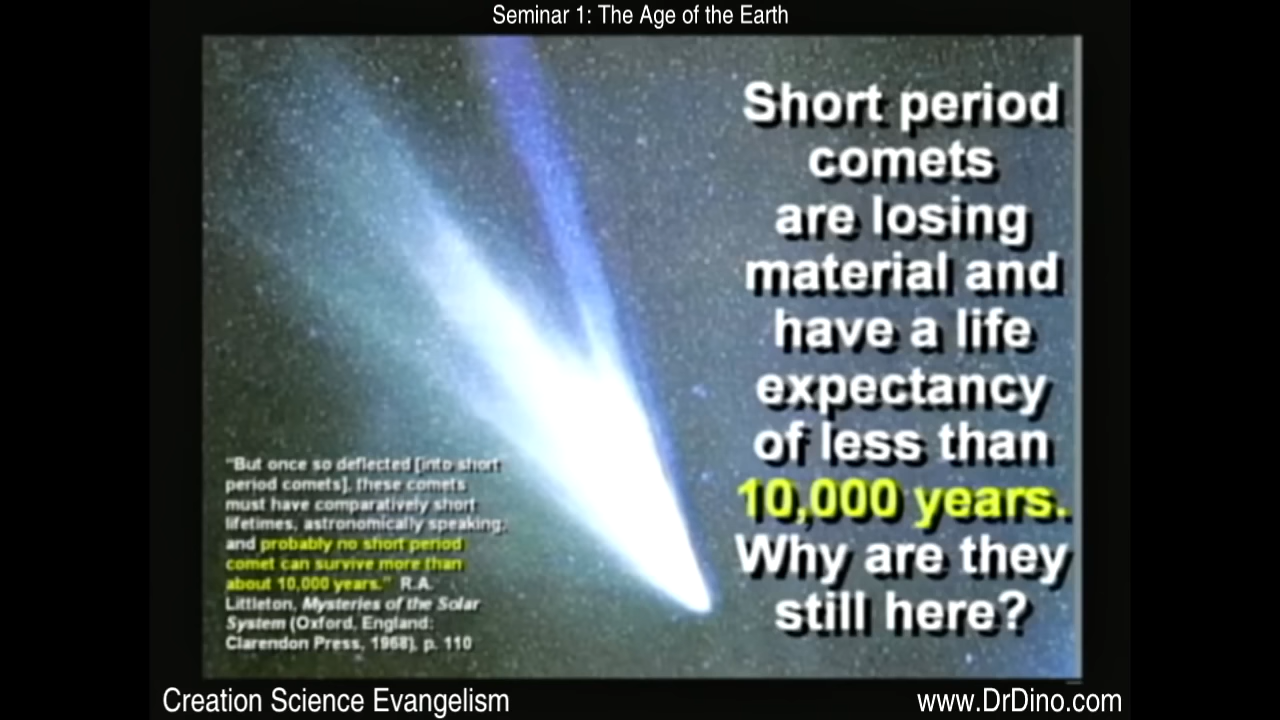 Seminar 1: The Age of the Earth
Short period
comets
are losing
material and
have a life
expectancy
of less than
10,000 years.
Why are they
still here?
"But once so deflected [into short
period comets], these comets
must have comparatively short
lifetimes, astronomically speaking,
and probably no short period
comet can survive more than
about 10,000 years." R.A.
Littleton, Mysteries of the Solar
System (Oxford, England:
Clarendon Press, 1968), p. 110
Creation Science Evangelism
www.DrDino.com